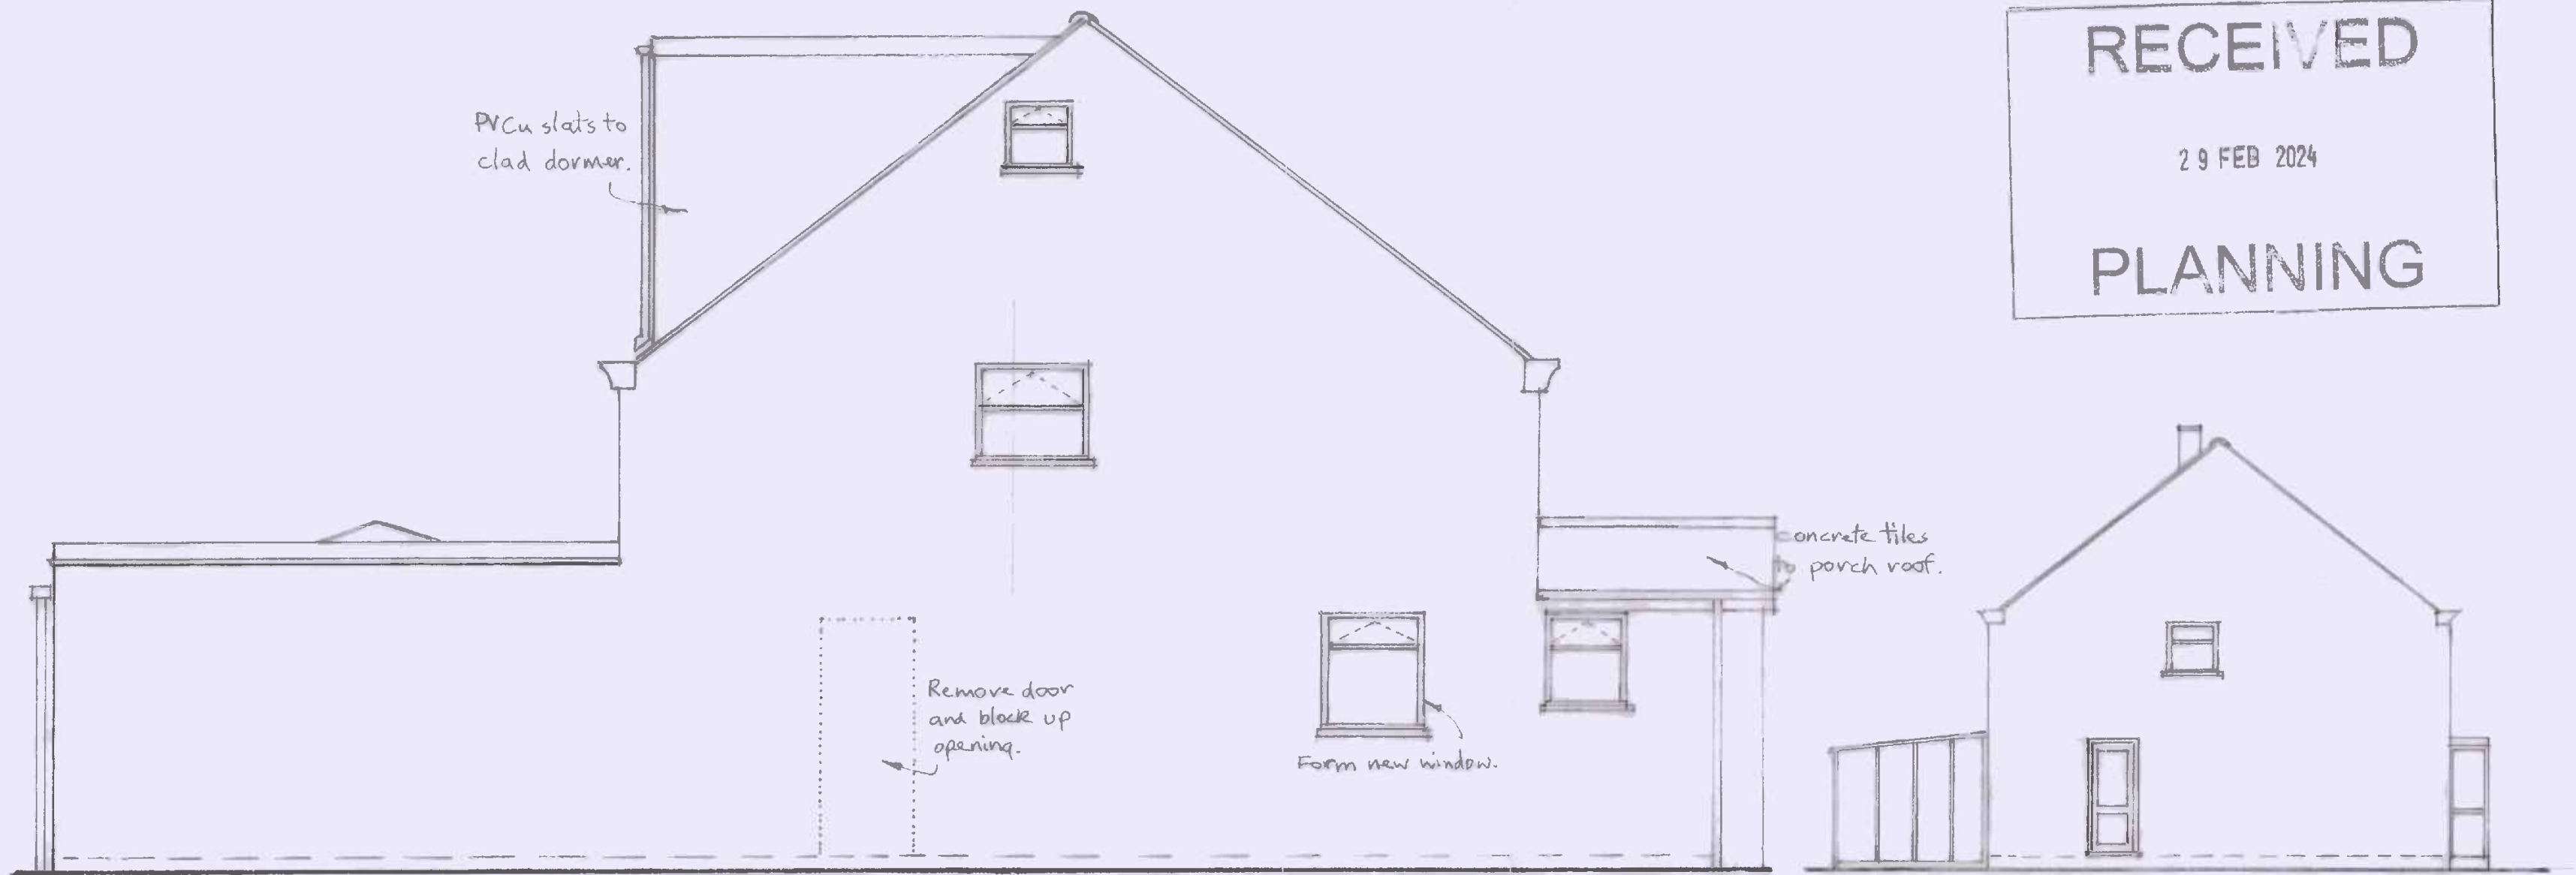 PVCu slats to
clad dormer.
RECEIVED
29 FEB 2024
PLANNING
Concrete tiles
to porch roof.
Remove door
and block up
opening.
Form new window.